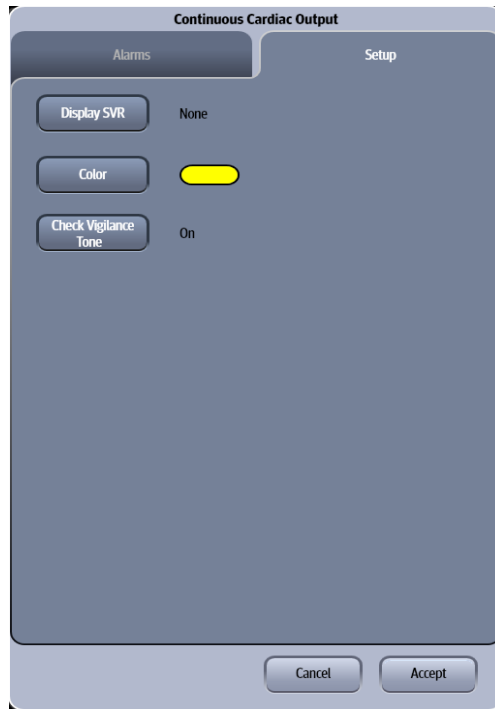 Continuous Cardiac Output
Alarms
Setup
Display SVR
None
Color
Check Vigilance
Tone
On
Cancel
Accept